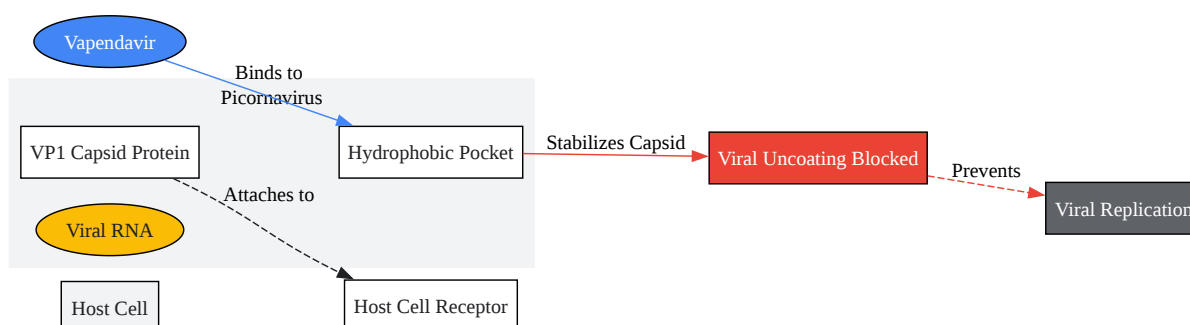 Vapendavir
Binds to
Picornavirus
VP1 Capsid Protein
Hydrophobic Pocket
Stabilizes Capsid
Viral Uncoating Blocked
Prevents
Viral Replication
Attaches to
Viral RNA
Host Cell
Host Cell Receptor